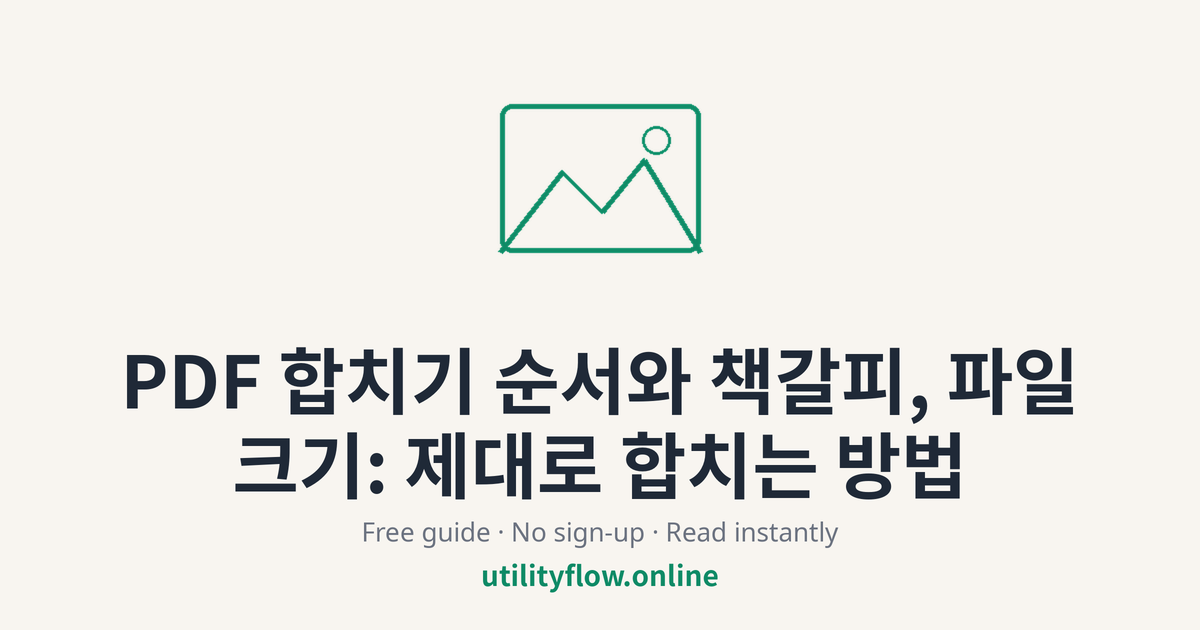 PDF 합치기 순서와 책갈피, 파일
크기: 제대로 합치는 방법
Free guide · No sign-up · Read instantly
utilityflow.online